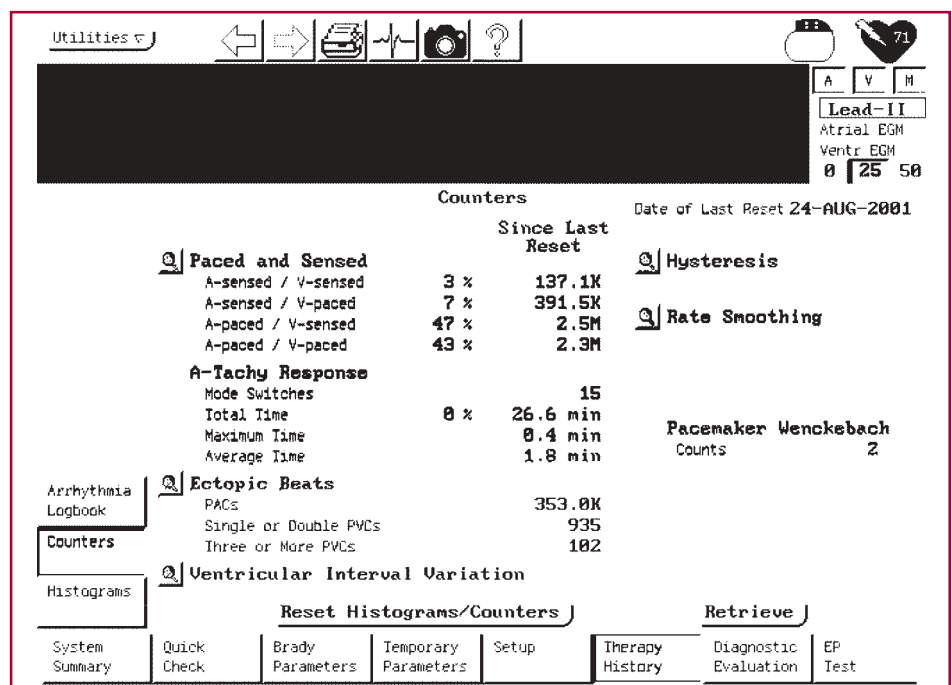 Utilities
71
A V M
Lead-II
Atrial EGM
Ventr EGM
0 25 50
Counters
Date of Last Reset 24-AUG-2001
Since Last
Reset
Paced and Sensed
A-sensed / V-sensed 3 % 137.1K
A-sensed / V-paced 7 % 391.5K
A-paced / V-sensed 47 % 2.5M
A-paced / V-paced 43 % 2.3M
A-Tachy Response
Mode Switches 15
Total Time 0 % 26.6 min
Maximum Time 0.4 min
Average Time 1.8 min
Ectopic Beats
PACs 353.0K
Single or Double PVCs 935
Three or More PVCs 102
Ventricular Interval Variation
Hysteresis
Rate Smoothing
Pacemaker Wenckebach
Counts 2
Arrhythmia
Logbook
Counters
Histograms
Reset Histograms/Counters
Retrieve
System
Summary
Quick
Check
Brady
Parameters
Temporary
Parameters
Setup
Therapy
History
Diagnostic
Evaluation
EP
Test